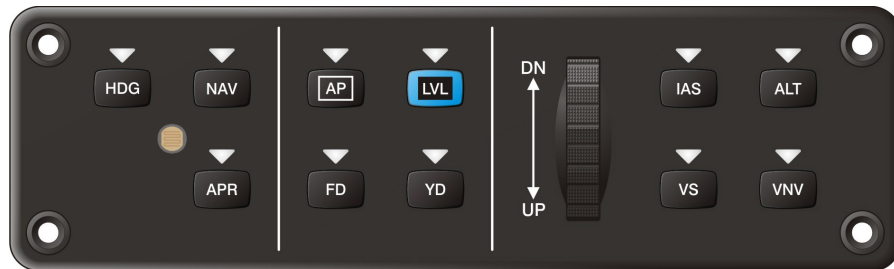 HDG NAV AP LVL DN IAS ALT
APR FD YD UP VS VNV